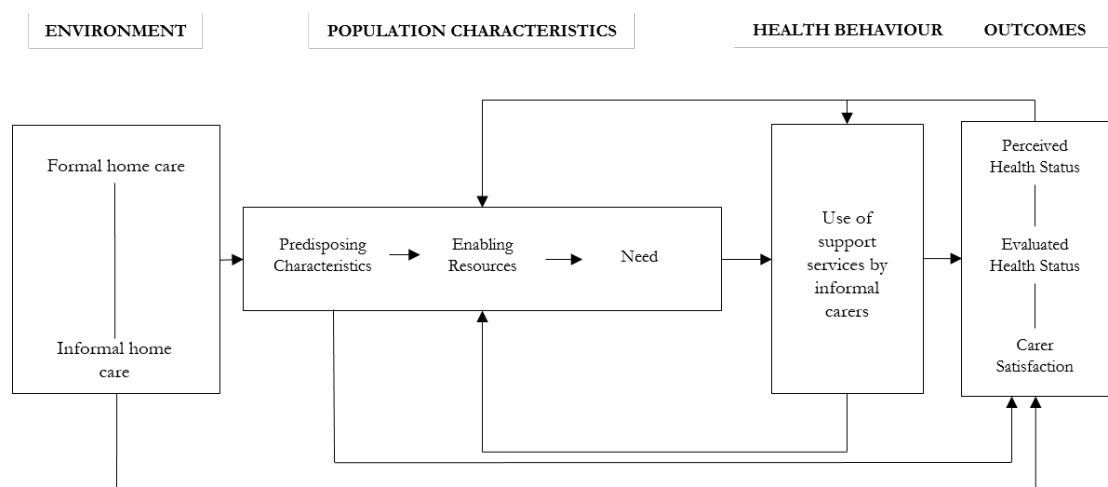 ENVIRONMENT
POPULATION CHARACTERISTICS
HEALTH BEHAVIOUR
OUTCOMES
Formal home care
Informal home
care
Predisposing
Characteristics
Enabling
Resources
Need
Use of
support
services by
informal
carers
Perceived
Health Status
Evaluated
Health Status
Carer
Satisfaction